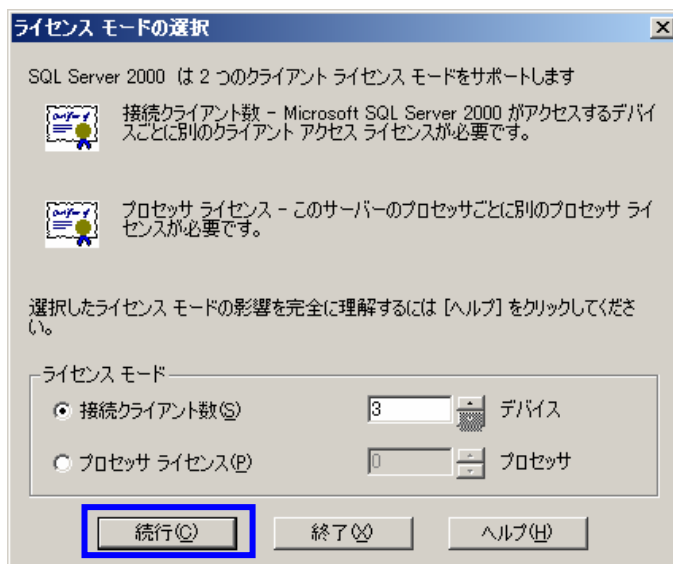 ライセンス モードの選択
SQL Server 2000 は 2 つのクライアント ライセンス モードをサポートします
接続クライアント数 - Microsoft SQL Server 2000 がアクセスするデバイ
スごとに別のクライアント アクセス ライセンスが必要です。
プロセッサ ライセンス - このサーバーのプロセッサごとに別のプロセッサ ライ
センスが必要です。
選択したライセンス モードの影響を完全に理解するには [ヘルプ] をクリックしてくださ
い。
ライセンス モード
接続クライアント数(S) 3 デバイス
プロセッサ ライセンス(P) 0 プロセッサ
続行(C) 終了(X) ヘルプ(H)